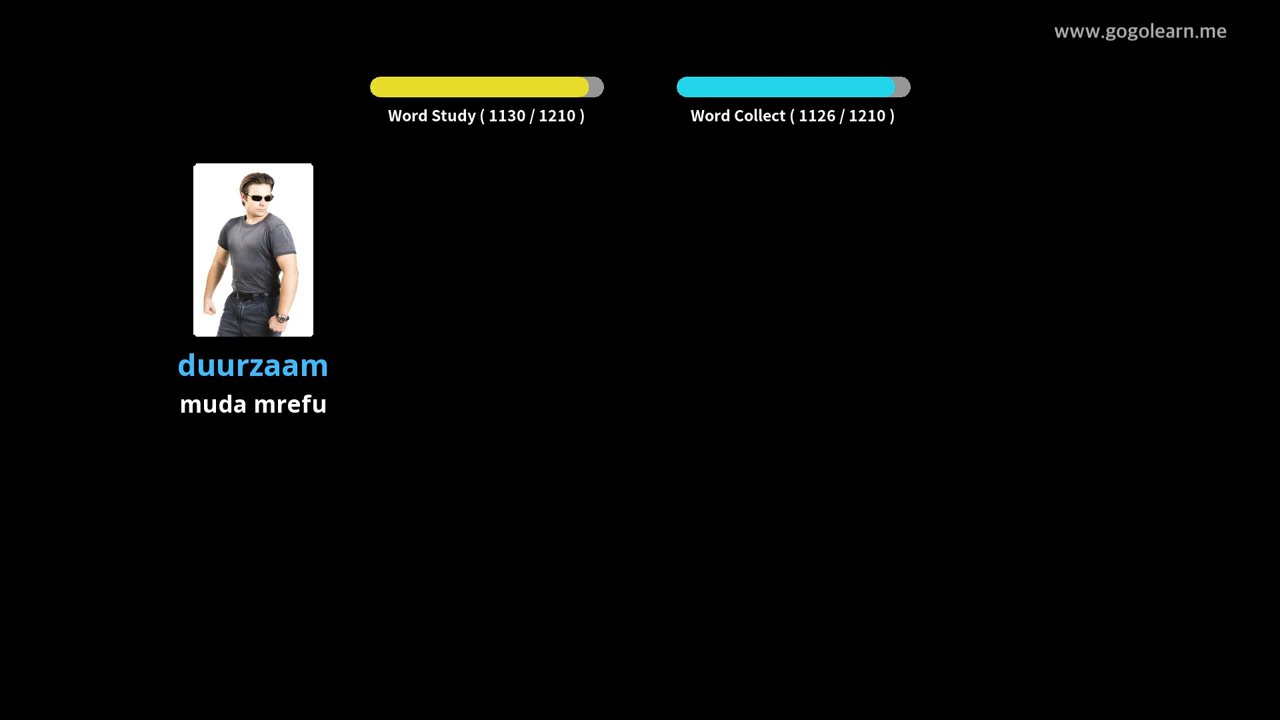 www.gogolearn.me
Word Study ( 1130 / 1210 )
Word Collect ( 1126 / 1210 )
duurzaam
muda mrefu